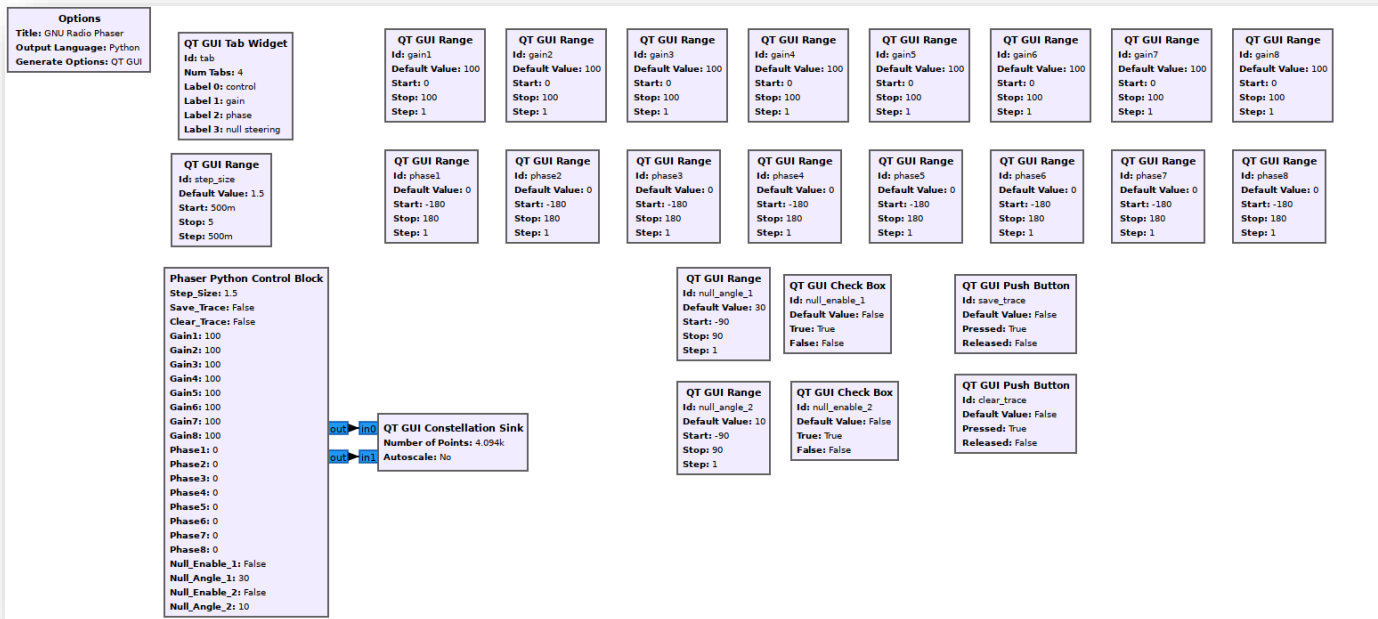 Options
Title: GNU Radio Phaser
Output Language: Python
Generate Options: QT GUI
QT GUI Tab Widget
Id: tab
Num Tabs: 4
Label 0: control
Label 1: gain
Label 2: phase
Label 3: null steering
QT GUI Range
Id: gain1
Default Value: 100
Start: 0
Stop: 100
Step: 1
QT GUI Range
Id: gain2
Default Value: 100
Start: 0
Stop: 100
Step: 1
QT GUI Range
Id: gain3
Default Value: 100
Start: 0
Stop: 100
Step: 1
QT GUI Range
Id: gain4
Default Value: 100
Start: 0
Stop: 100
Step: 1
QT GUI Range
Id: gain5
Default Value: 100
Start: 0
Stop: 100
Step: 1
QT GUI Range
Id: gain6
Default Value: 100
Start: 0
Stop: 100
Step: 1
QT GUI Range
Id: gain7
Default Value: 100
Start: 0
Stop: 100
Step: 1
QT GUI Range
Id: gain8
Default Value: 100
Start: 0
Stop: 100
Step: 1
QT GUI Range
Id: step_size
Default Value: 1.5
Start: 500m
Stop: 5
Step: 500m
QT GUI Range
Id: phase1
Default Value: 0
Start: -180
Stop: 180
Step: 1
QT GUI Range
Id: phase2
Default Value: 0
Start: -180
Stop: 180
Step: 1
QT GUI Range
Id: phase3
Default Value: 0
Start: -180
Stop: 180
Step: 1
QT GUI Range
Id: phase4
Default Value: 0
Start: -180
Stop: 180
Step: 1
QT GUI Range
Id: phase5
Default Value: 0
Start: -180
Stop: 180
Step: 1
QT GUI Range
Id: phase6
Default Value: 0
Start: -180
Stop: 180
Step: 1
QT GUI Range
Id: phase7
Default Value: 0
Start: -180
Stop: 180
Step: 1
QT GUI Range
Id: phase8
Default Value: 0
Start: -180
Stop: 180
Step: 1
Phaser Python Control Block
Step_Size: 1.5
Save_Trace: False
Clear_Trace: False
Gain1: 100
Gain2: 100
Gain3: 100
Gain4: 100
Gain5: 100
Gain6: 100
Gain7: 100
Gain8: 100
Phase1: 0
Phase2: 0
Phase3: 0
Phase4: 0
Phase5: 0
Phase6: 0
Phase7: 0
Phase8: 0
Null_Enable_1: False
Null_Angle_1: 30
Null_Enable_2: False
Null_Angle_2: 10
out
out
in0
in1
QT GUI Constellation Sink
Number of Points: 4.094k
Autoscale: No
QT GUI Range
Id: null_angle_1
Default Value: 30
Start: -90
Stop: 90
Step: 1
QT GUI Check Box
Id: null_enable_1
Default Value: False
True: True
False: False
QT GUI Push Button
Id: save_trace
Default Value: False
Pressed: True
Released: False
QT GUI Range
Id: null_angle_2
Default Value: 10
Start: -90
Stop: 90
Step: 1
QT GUI Check Box
Id: null_enable_2
Default Value: False
True: True
False: False
QT GUI Push Button
Id: clear_trace
Default Value: False
Pressed: True
Released: False